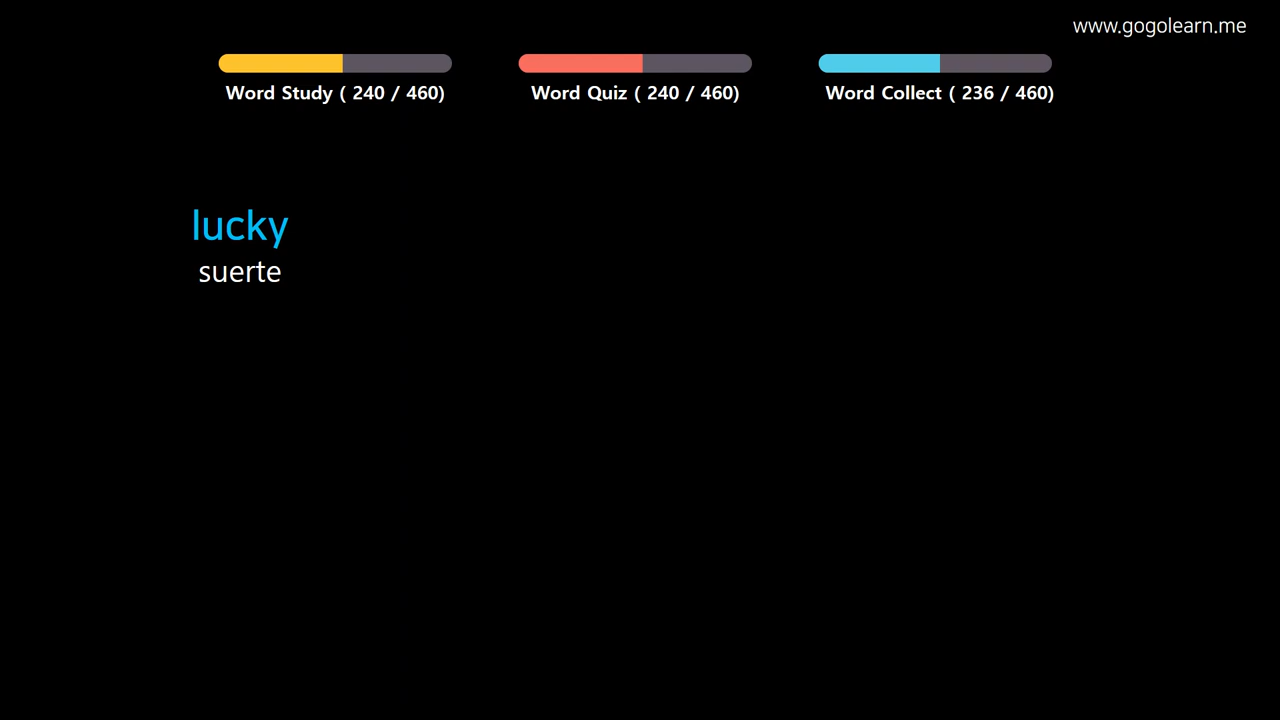 www.gogolearn.me
Word Study ( 240 / 460)
Word Quiz ( 240 / 460)
Word Collect ( 236 / 460)
lucky
suerte